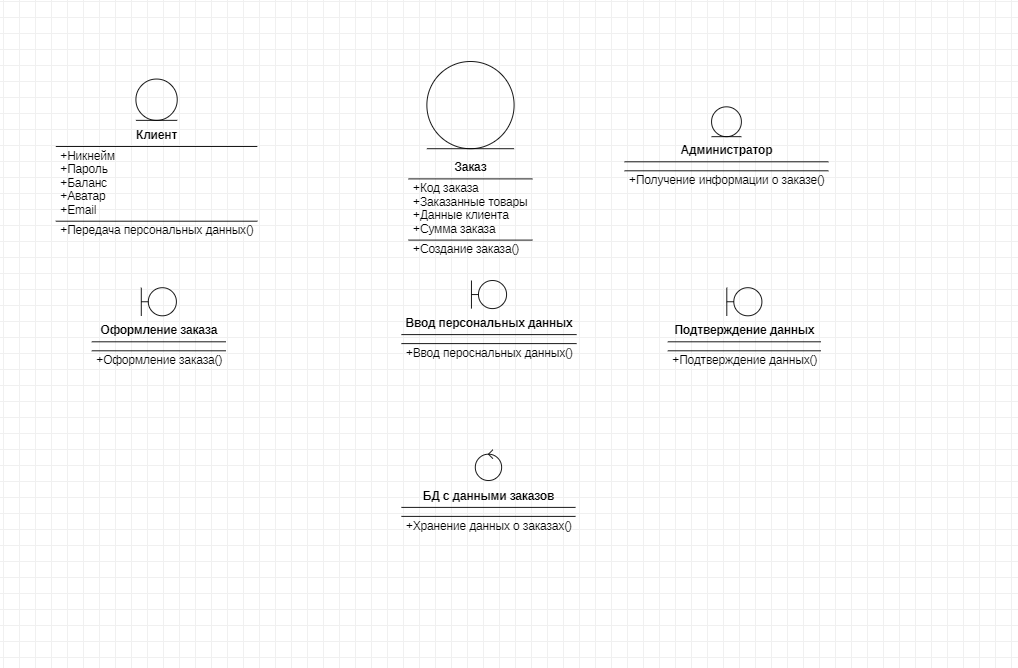 Клиент
+Никнейм
+Пароль
+Баланс
+Аватар
+Email
+Передача персональных данных()
Заказ
+Код заказа
+Заказанные товары
+Данные клиента
+Сумма заказа
+Создание заказа()
Администратор
+Получение информации о заказе()
Оформление заказа
+Оформление заказа()
Ввод персональных данных
+Ввод пероснальных данных()
Подтверждение данных
+Подтверждение данных()
БД с данными заказов
+Хранение данных о заказах()